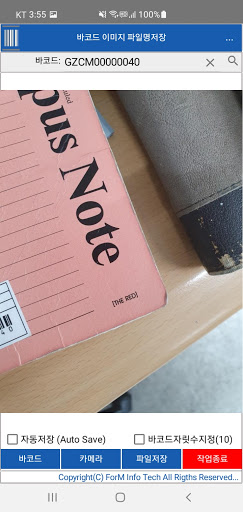 KT 3:55
100%
바코드 이미지 파일명저장
...
바코드: GZCM00000040
pus Note
[THE RED]
40
자동저장 (Auto Save)
바코드자릿수지정(10)
바코드
카메라
파일저장
작업종료
Copyright(C) ForM Info Tech All Rigths Reserved...